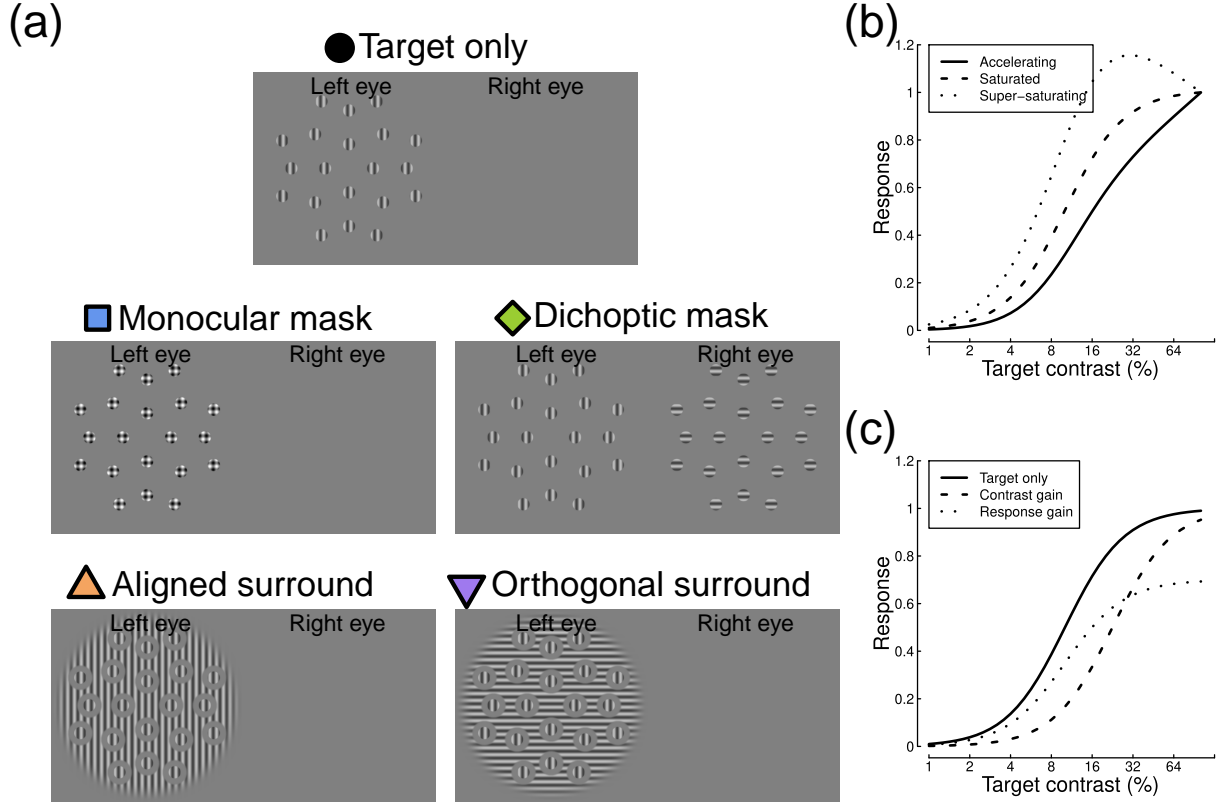 (a)
Target only
Left eye Right eye
Monocular mask
Left eye Right eye
Dichoptic mask
Left eye Right eye
Aligned surround
Left eye Right eye
Orthogonal surround
Left eye Right eye
(b)
Accelerating
Saturated
Super−saturating
1.2
1
0.8
0.6
0.4
0.2
0
Response
1 2 4 8 16 32 64
Target contrast (%)
(c)
Target only
Contrast gain
Response gain
1.2
1
0.8
0.6
0.4
0.2
0
Response
1 2 4 8 16 32 64
Target contrast (%)